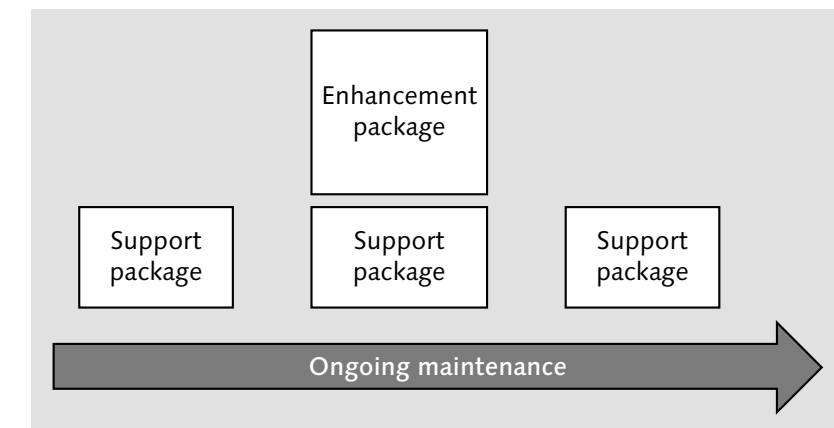 Enhancement
package
Support
package
Support
package
Support
package
Ongoing maintenance